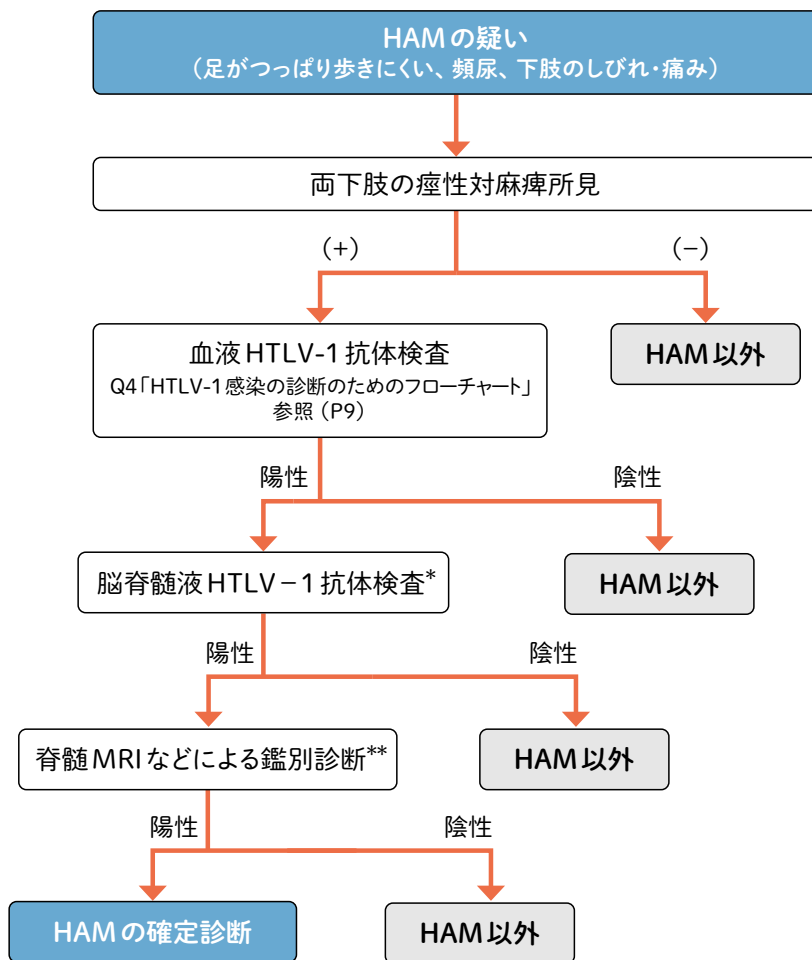 HAMの疑い
（足がつっぱり歩きにくい、頻尿、下肢のしびれ・痛み）
両下肢の痙性対麻痺所見
（+）
（−）
血液HTLV-1抗体検査
Q4「HTLV-1感染の診断のためのフローチャート」
参照（P9）
HAM以外
陽性
陰性
脳脊髄液HTLV−1抗体検査*
HAM以外
陽性
陰性
脊髄MRIなどによる鑑別診断**
HAM以外
陽性
陰性
HAMの確定診断
HAM以外